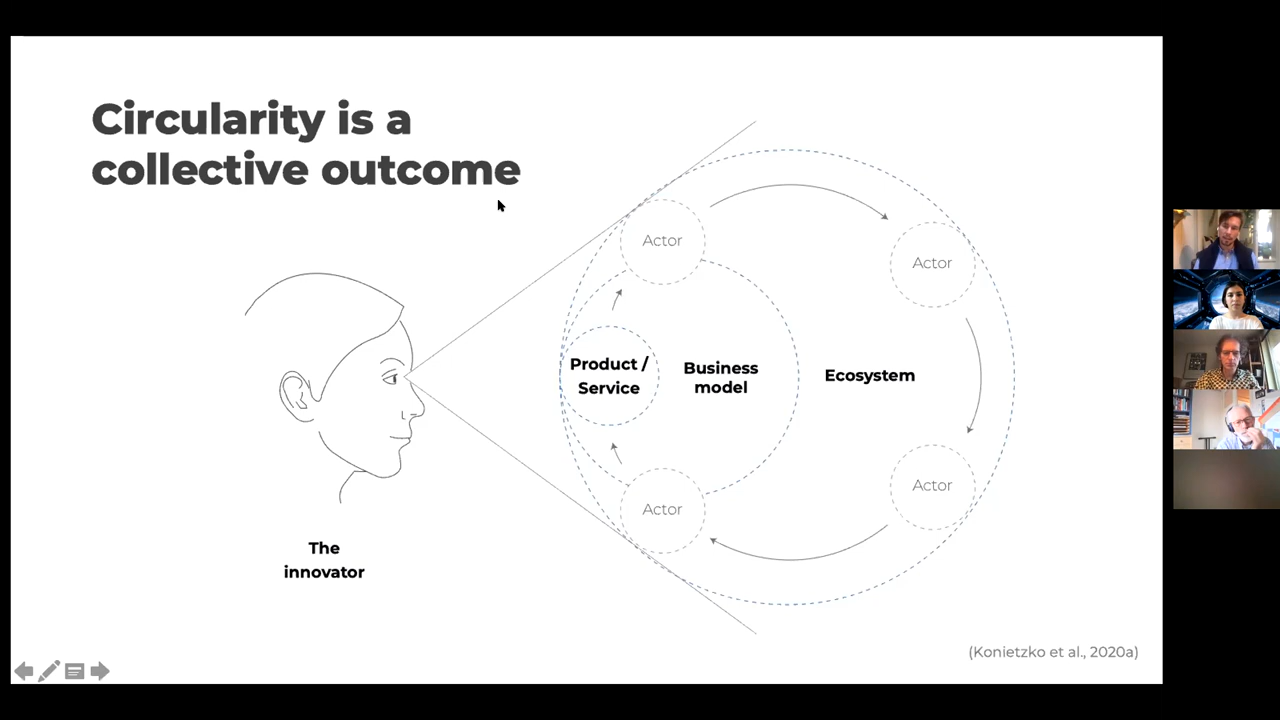 Circularity is a
collective outcome
Actor
Actor
Product /
Service
Business
model
Ecosystem
Actor
Actor
The
innovator
(Konietzko et al., 2020a)